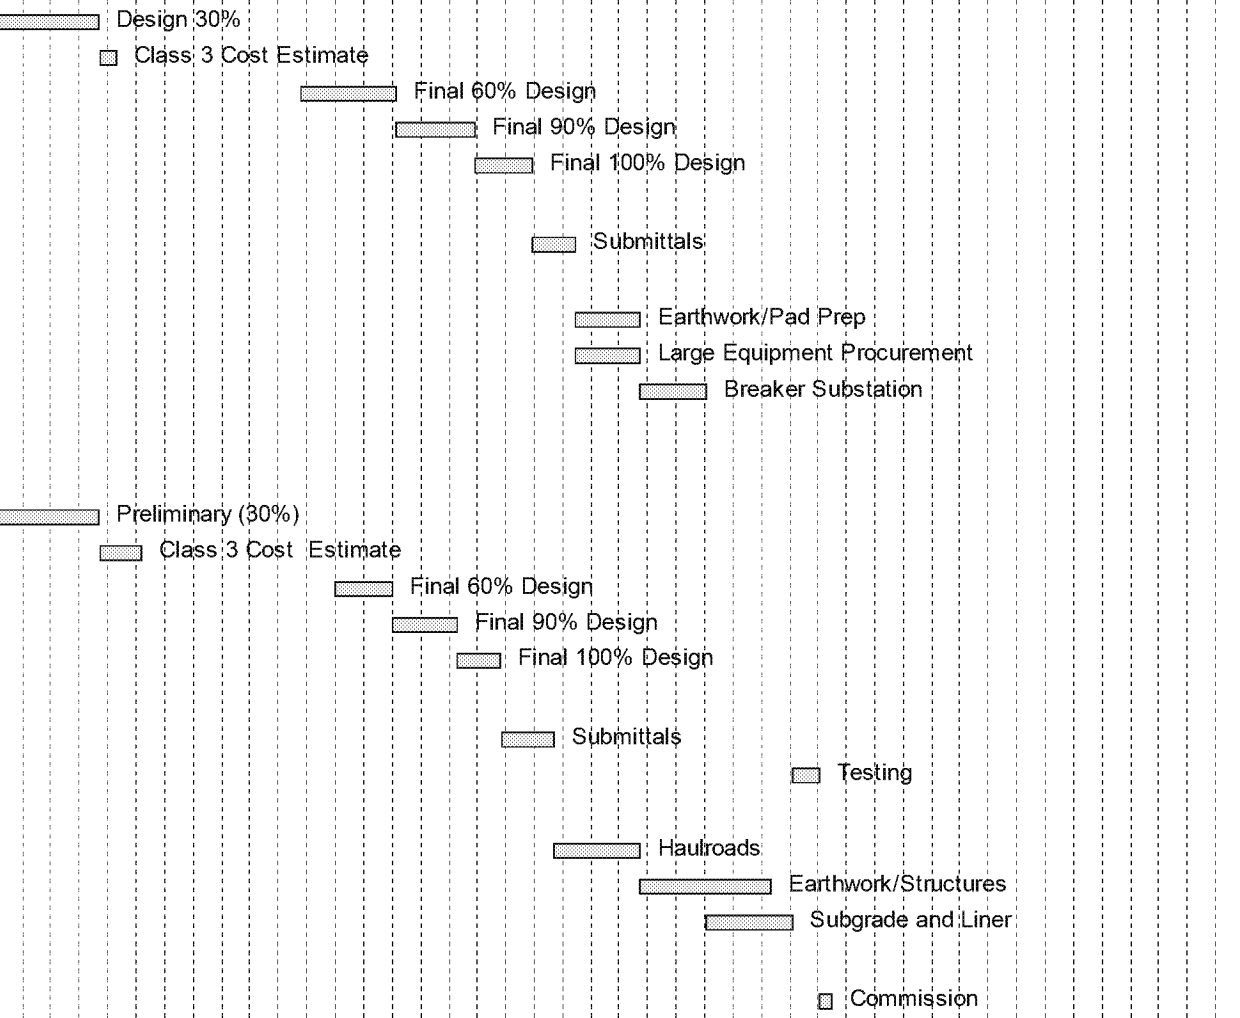 Design 30%
Class 3 Cost Estimate
Final 60% Design
Final 90% Design
Final 100% Design
Submittals
Earthwork/Pad Prep
Large Equipment Procurement
Breaker Substation
Preliminary (30%)
Class 3 Cost Estimate
Final 60% Design
Final 90% Design
Final 100% Design
Submittals
Testing
Haulroads
Earthwork/Structures
Subgrade and Liner
Commission